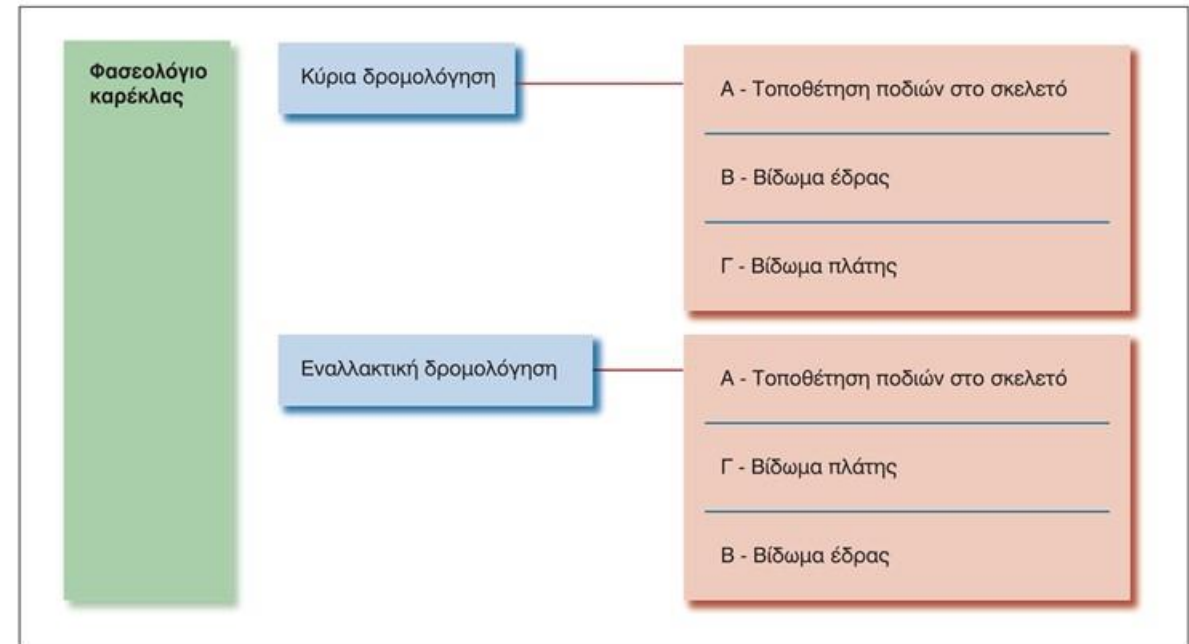 Φασεολόγιο
καρέκλας
Κύρια δρομολόγηση
Α - Τοποθέτηση ποδιών στο σκελετό
Β - Βίδωμα έδρας
Γ - Βίδωμα πλάτης
Εναλλακτική δρομολόγηση
Α - Τοποθέτηση ποδιών στο σκελετό
Γ - Βίδωμα πλάτης
Β - Βίδωμα έδρας